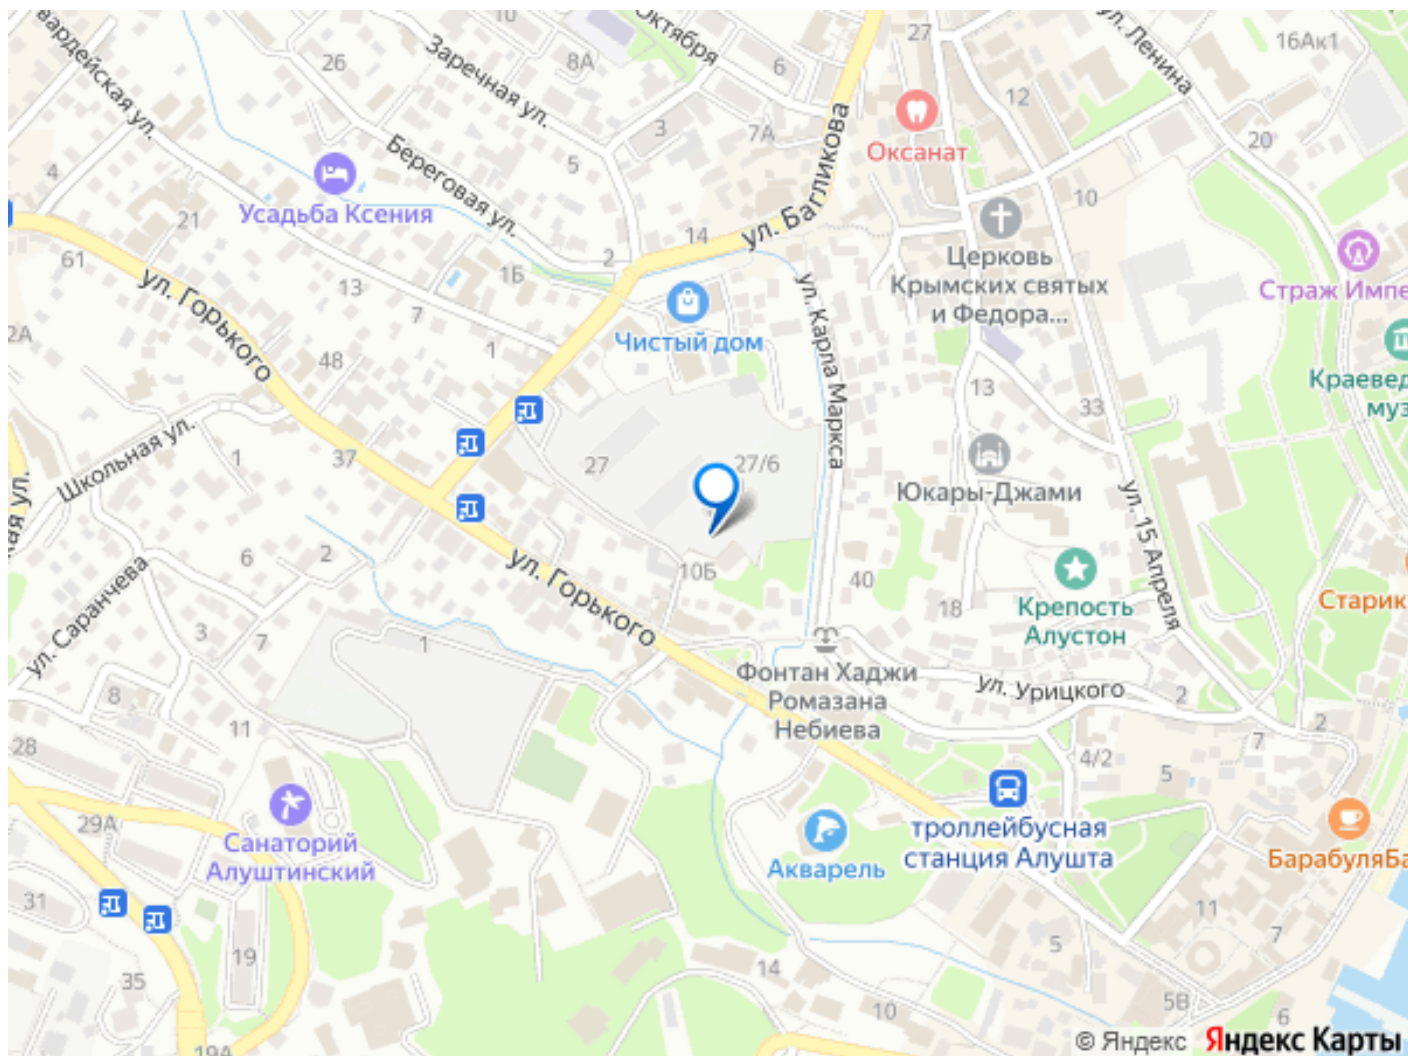 10
Октября
ул. Ленина
27
16Ак1
вардейская ул.
Заречная ул.
8А
6
26
12
3
7А
Оксанат
20
Береговая ул.
5
4
ул. Багликова
10
Усадьба Ксения
21
14
Церковь
Крымских святых
и Федора...
2
61
1Б
ул. Горького
13
Страж Импе
7
Чистый дом
ул. Карла Маркса
2А
1
48
Краевед
муз
13
33
Школьная ул.
1
37
27
27/6
Юкары-Джами
ул. 15 Апреля
кая ул.
6
2
ул. Горького
10Б
40
18
Крепость
Алустон
Старик
ул. Саранчева
3
7
1
Фонтан Хаджи
Ромазана
Небиева
ул. Урицкого
2
8
11
2
7
28
4/2
5
29А
Санаторий
Алуштинский
Акварель
троллейбусная
станция Алушта
БарабуляБа
31
19
11
7
5
35
14
10
5В
6
19А
© Яндекс Яндекс Карты